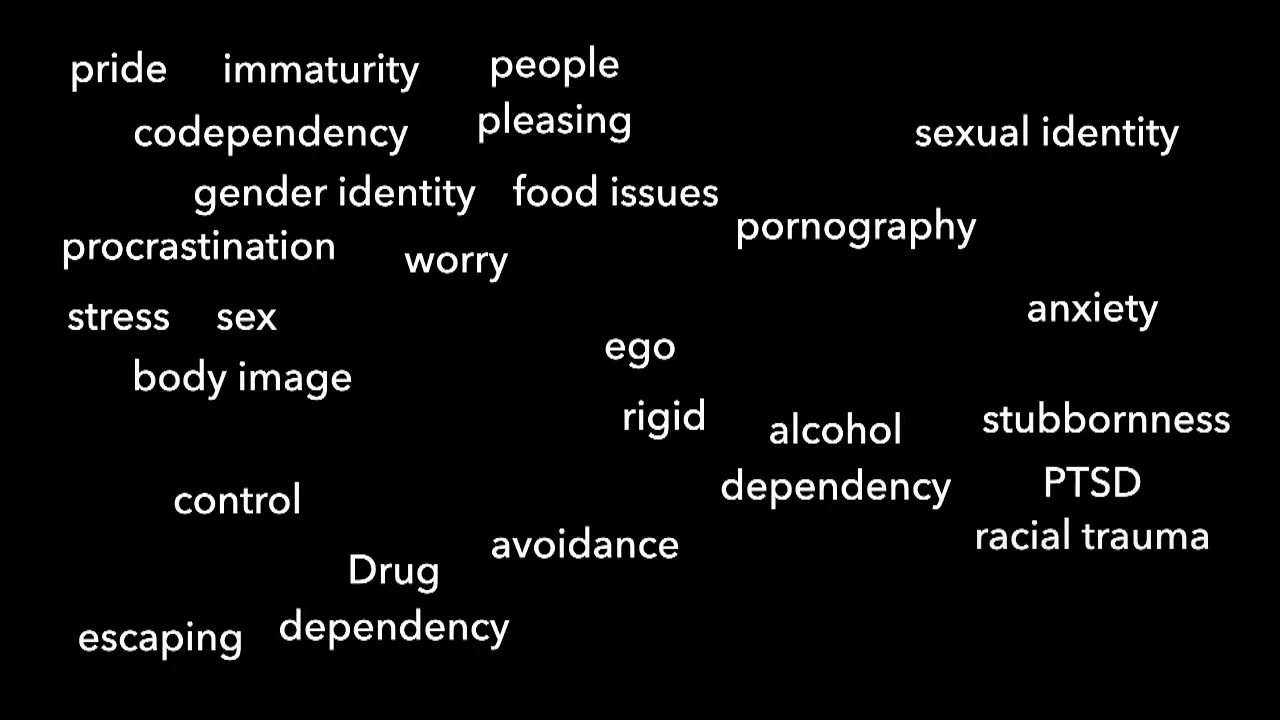 pride immaturity people
pleasing
codependency sexual identity
gender identity food issues
pornography
procrastination worry
stress sex anxiety
ego
body image
rigid alcohol
dependency stubbornness
control PTSD
avoidance racial trauma
Drug
dependency
escaping